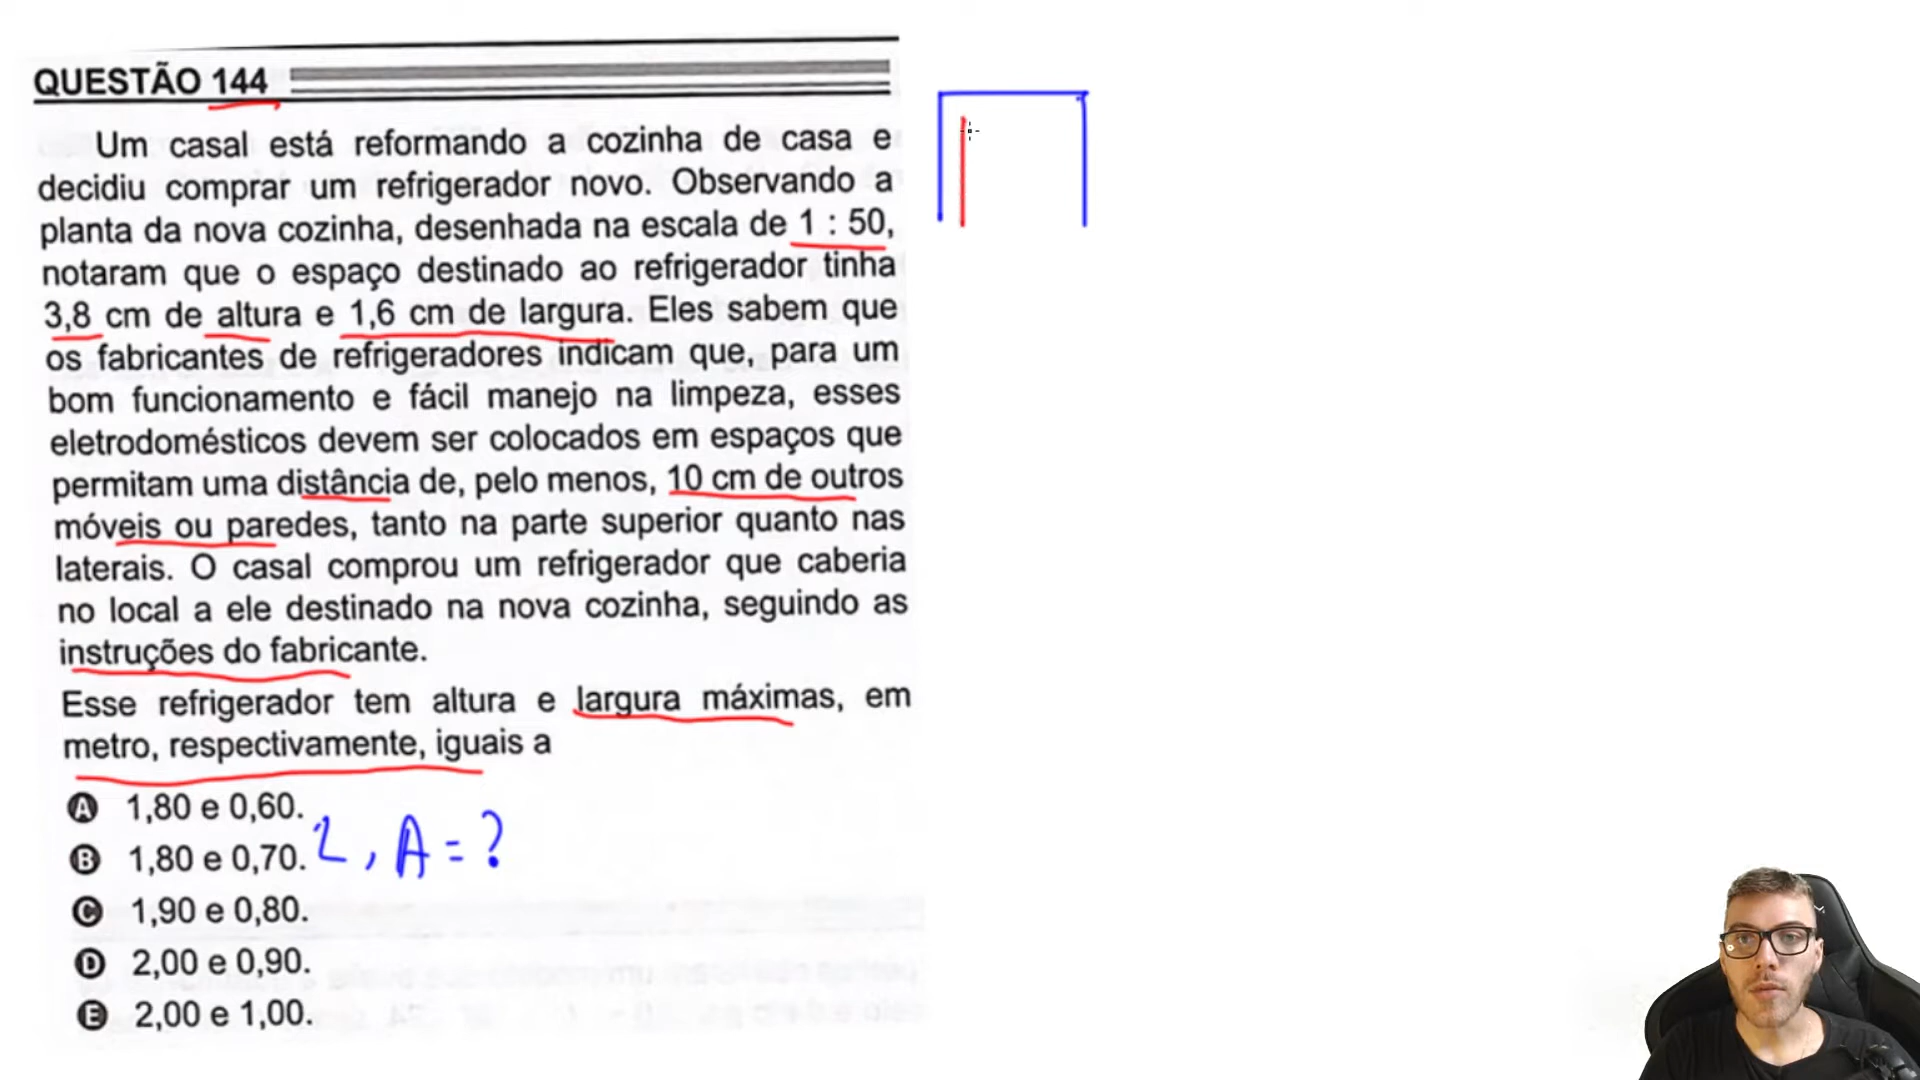 QUESTÃO 144
Um casal está reformando a cozinha de casa e
decidiu comprar um refrigerador novo. Observando a
planta da nova cozinha, desenhada na escala de 1 : 50,
notaram que o espaço destinado ao refrigerador tinha
3,8 cm de altura e 1,6 cm de largura. Eles sabem que
os fabricantes de refrigeradores indicam que, para um
bom funcionamento e fácil manejo na limpeza, esses
eletrodomésticos devem ser colocados em espaços que
permitam uma distância de, pelo menos, 10 cm de outros
móveis ou paredes, tanto na parte superior quanto nas
laterais. O casal comprou um refrigerador que caberia
no local a ele destinado na nova cozinha, seguindo as
instruções do fabricante.
Esse refrigerador tem altura e largura máximas, em
metro, respectivamente, iguais a
A 1,80 e 0,60.
B 1,80 e 0,70.
L, A = ?
C 1,90 e 0,80.
D 2,00 e 0,90.
E 2,00 e 1,00.